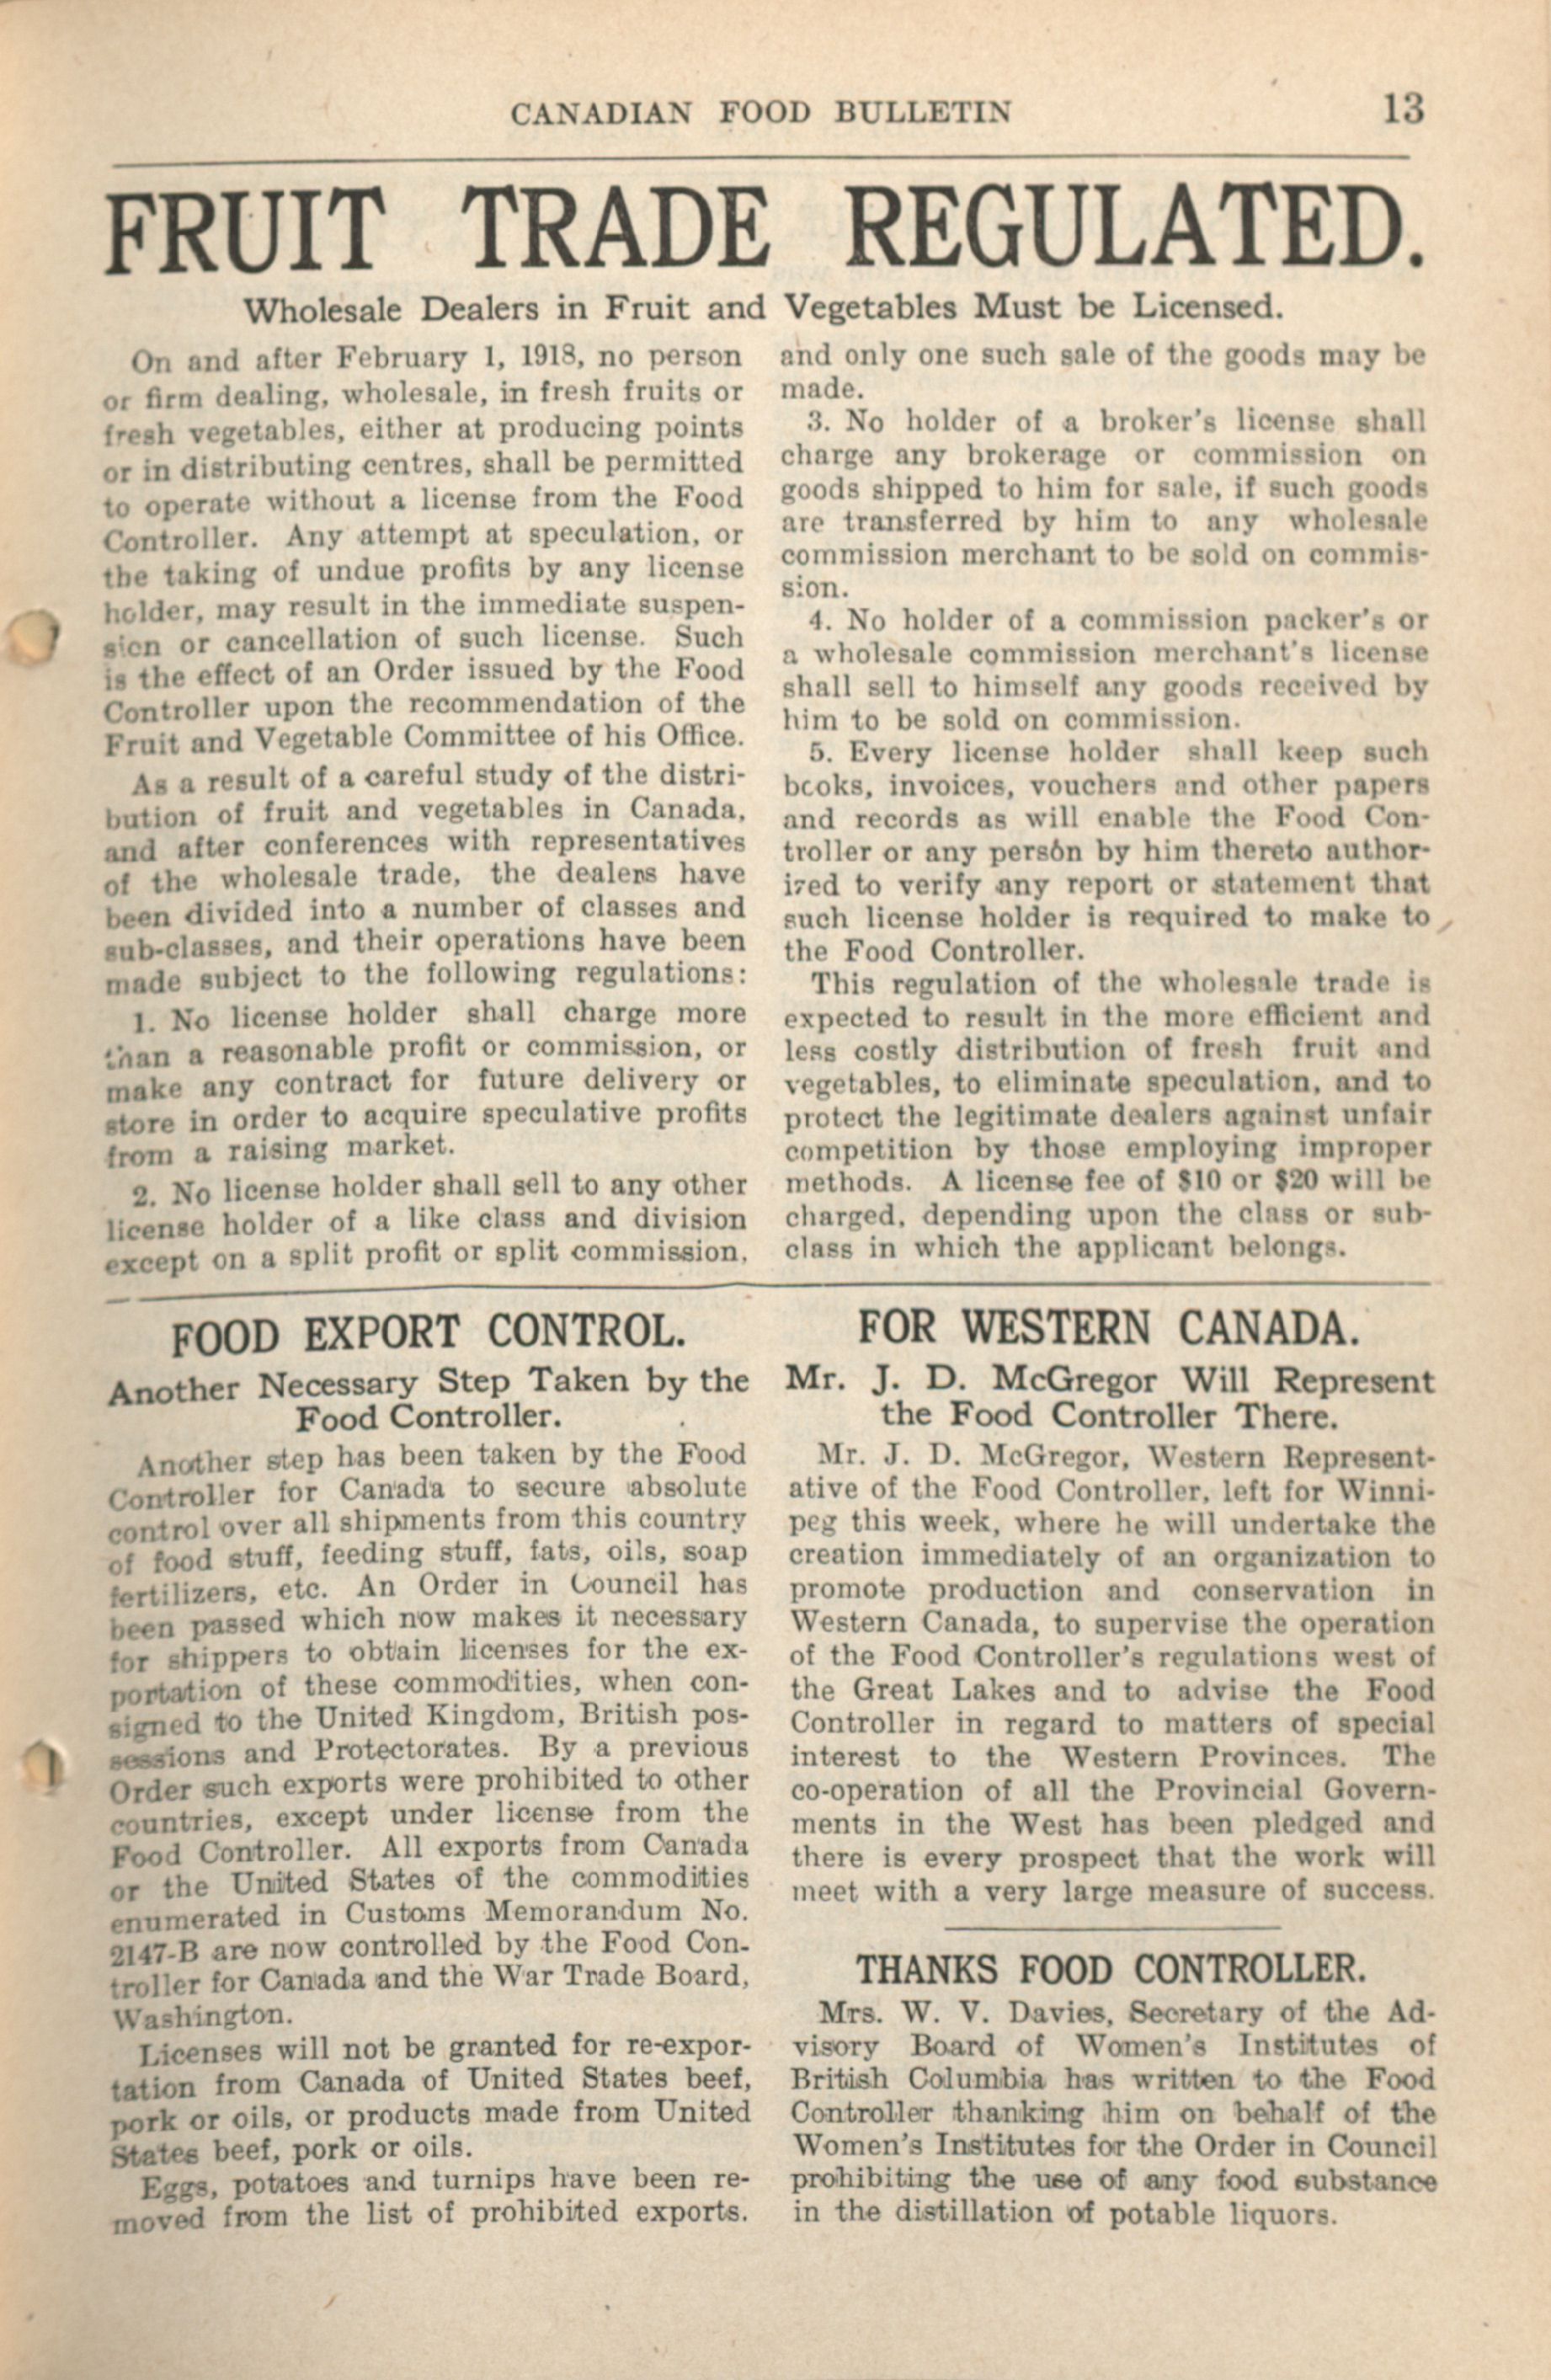 CANADIAN FOOD BULLETIN 13
FRUIT TRADE REGULATED.
Wholesale Dealers in Fruit and Vegetables Must be Licensed.
On and after February 1, 1918, no person
or firm dealing, wholesale, in fresh fruits or
fresh vegetables, either at producing points
or in distributing centres, shall be permitted
to operate without a license from the Food
Controller. Any attempt at speculation, or
the taking of undue profits by any license
holder, may result in the immediate suspen-
sion or cancellation of such license. Such
is the effect of an Order issued by the Food
Controller upon the recommendation of the
Fruit and Vegetable Committee of his Office.
As a result of a careful study of the distri-
bution of fruit and vegetables in Canada,
and after conferences with representatives
of the wholesale trade, the dealers have
been divided into a number of classes and
sub-classes, and their operations have been
made subject to the following regulations:
1. No license holder shall charge more
than a reasonable profit or commission, or
make any contract for future delivery or
store in order to acquire speculative profits
from a raising market.
2. No license holder shall sell to any other
license holder of a like class and division
except on a split profit or split commission,
and only one such sale of the goods may be
made.
3. No holder of a broker's license shall
charge any brokerage or commission on
goods shipped to him for sale, if such goods
are transferred by him to any wholesale
commission merchant to be sold on commis-
sion.
4. No holder of a commission packer's or
a wholesale commission merchant's license
shall sell to himself any goods received by
him to be sold on commission.
5. Every license holder shall keep such
books, invoices, vouchers and other papers
and records as will enable the Food Con-
troller or any person by him thereto author-
ized to verify any report or statement that
such license holder is required to make to
the Food Controller.
This regulation of the wholesale trade is
expected to result in the more efficient and
less costly distribution of fresh fruit and
vegetables, to eliminate speculation, and to
protect the legitimate dealers against unfair
competition by those employing improper
methods. A license fee of $10 or $20 will be
charged, depending upon the class or sub-
class in which the applicant belongs.
FOOD EXPORT CONTROL.
Another Necessary Step Taken by the
Food Controller.
Another step has been taken by the Food
Controller for Canada to secure absolute
control over all shipments from this country
of food stuff, feeding stuff, fats, oils, soap
fertilizers, etc. An Order in Council has
been passed which now makes it necessary
for shippers to obtain licenses for the ex-
portation of these commodities, when con-
signed to the United Kingdom, British pos-
sessions and Protectorates. By a previous
Order such exports were prohibited to other
countries, except under license from the
Food Controller. All exports from Canada
or the United States of the commodities
enumerated in Customs Memorandum No.
2147-B are now controlled by the Food Con-
troller for Canada and the War Trade Board,
Washington.
Licenses will not be granted for re-expor-
tation from Canada of United States beef,
pork or oils, or products made from United
States beef, pork or oils.
Eggs, potatoes and turnips have been re-
moved from the list of prohibited exports.
FOR WESTERN CANADA.
Mr. J. D. McGregor Will Represent
the Food Controller There.
Mr. J. D. McGregor, Western Represent-
ative of the Food Controller, left for Winni-
peg this week, where he will undertake the
creation immediately of an organization to
promote production and conservation in
Western Canada, to supervise the operation
of the Food Controller's regulations west of
the Great Lakes and to advise the Food
Controller in regard to matters of special
interest to the Western Provinces. The
co-operation of all the Provincial Govern-
ments in the West has been pledged and
there is every prospect that the work will
meet with a very large measure of success.
THANKS FOOD CONTROLLER.
Mrs. W. V. Davies, Secretary of the Ad-
visory Board of Women's Institutes of
British Columbia has written to the Food
Controller thanking him on behalf of the
Women's Institutes for the Order in Council
prohibiting the use of any food substance
in the distillation of potable liquors.